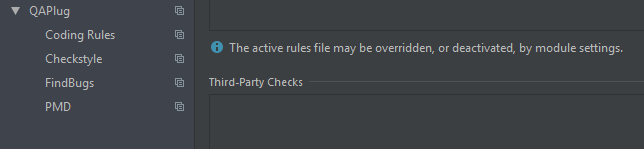 QAPlug
Coding Rules
Checkstyle
FindBugs
PMD
The active rules file may be overridden, or deactivated, by module settings.
Third-Party Checks